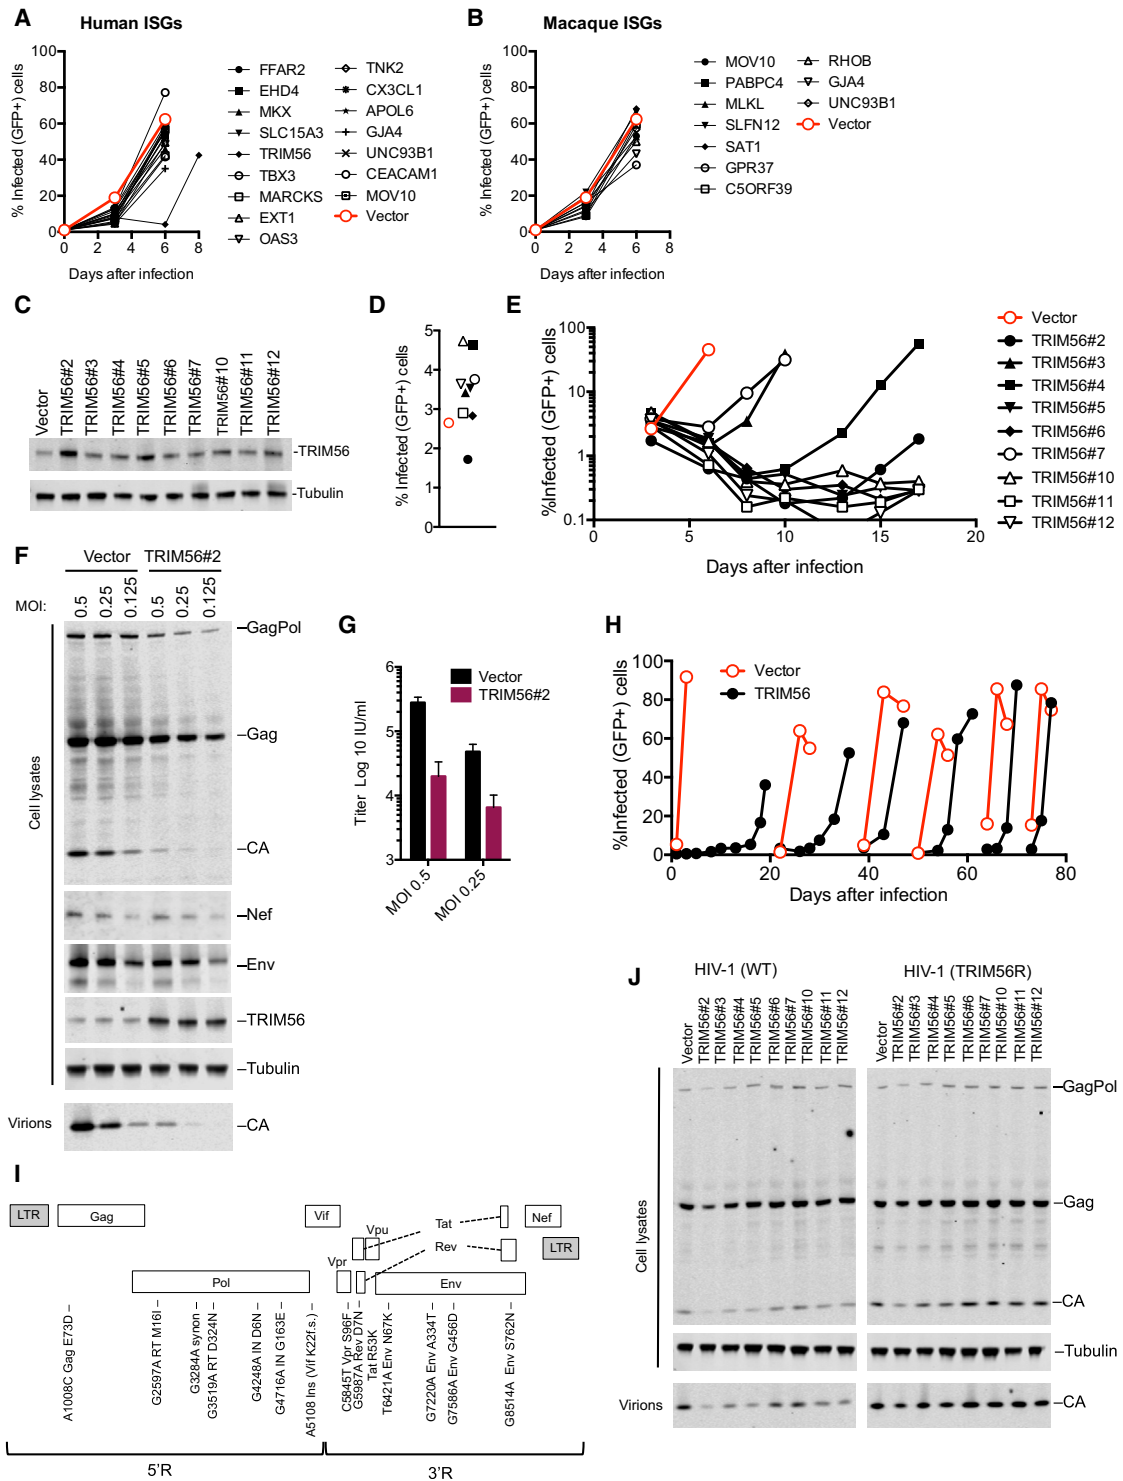 A
Human ISGs
% Infected (GFP+) cells
100
80
60
40
20
0
0 2 4 6 8
Days after infection
FFAR2
EHD4
MKX
SLC15A3
TRIM56
TBX3
MARCKS
EXT1
OAS3
TNK2
CX3CL1
APOL6
GJA4
UNC93B1
CEACAM1
MOV10
Vector
B
Macaque ISGs
% Infected (GFP+) cells
100
80
60
40
20
0
0 2 4 6 8
Days after infection
MOV10
PABPC4
MLKL
SLFN12
SAT1
GPR37
C5ORF39
RHOB
GJA4
UNC93B1
Vector
C
Vector
TRIM56#2
TRIM56#3
TRIM56#4
TRIM56#5
TRIM56#6
TRIM56#7
TRIM56#10
TRIM56#11
TRIM56#12
-TRIM56
-Tubulin
D
% Infected (GFP+) cells
5
4
3
2
1
0
E
%Infected (GFP+) cells
100
10
1
0.1
0 5 10 15 20
Days after infection
Vector
TRIM56#2
TRIM56#3
TRIM56#4
TRIM56#5
TRIM56#6
TRIM56#7
TRIM56#10
TRIM56#11
TRIM56#12
F
Vector TRIM56#2
MOI: 0.5 0.25 0.125 0.5 0.25 0.125
Cell lysates
–GagPol
–Gag
–CA
–Nef
–Env
–TRIM56
–Tubulin
Virions
–CA
G
Titer Log 10 IU/ml
6
5
4
3
Vector
TRIM56#2
MOI 0.5
MOI 0.25
H
%Infected (GFP+) cells
100
80
60
40
20
0
0 20 40 60 80
Days after infection
Vector
TRIM56
I
LTR
Gag
Vif
Vpu
Tat
Nef
Vpr
Rev
LTR
Pol
Env
A1008C Gag E73D –
G2597A RT M16I –
G3284A synon –
G3519A RT D324N –
G4248A IN D6N –
G4716A IN G163E –
A5108 Ins (Vif K22f.s.) –
C5845T Vpr S96F –
G5987A Rev D7N –
Tat R53K
T6421A Env N67K –
G7220A Env A334T –
G7586A Env G456D –
G8514A Env S762N –
5'R
3'R
J
HIV-1 (WT)
HIV-1 (TRIM56R)
Vector
TRIM56#2
TRIM56#3
TRIM56#4
TRIM56#5
TRIM56#6
TRIM56#7
TRIM56#10
TRIM56#11
TRIM56#12
Vector
TRIM56#2
TRIM56#3
TRIM56#4
TRIM56#5
TRIM56#6
TRIM56#7
TRIM56#10
TRIM56#11
TRIM56#12
Cell lysates
–GagPol
–Gag
–CA
–Tubulin
Virions
–CA